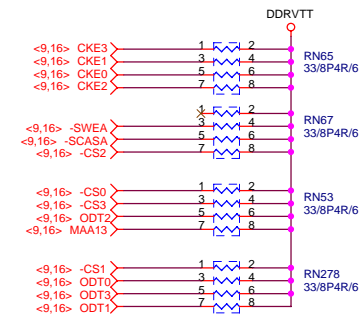 DDRVTT
<9,16> CKE3 1 2
<9,16> CKE1 3 4 RN65
<9,16> CKE0 5 6 33/8P4R/6
<9,16> CKE2 7 8
1 2
<9,16> -SWEA 3 4 RN67
<9,16> -SCASA 5 6 33/8P4R/6
<9,16> -CS2 7 8
<9,16> -CS0 1 2
<9,16> -CS3 3 4 RN53
<9,16> ODT2 5 6 33/8P4R/6
<9,16> MAA13 7 8
<9,16> -CS1 1 2
<9,16> ODT0 3 4 RN278
<9,16> ODT3 5 6 33/8P4R/6
<9,16> ODT1 7 8